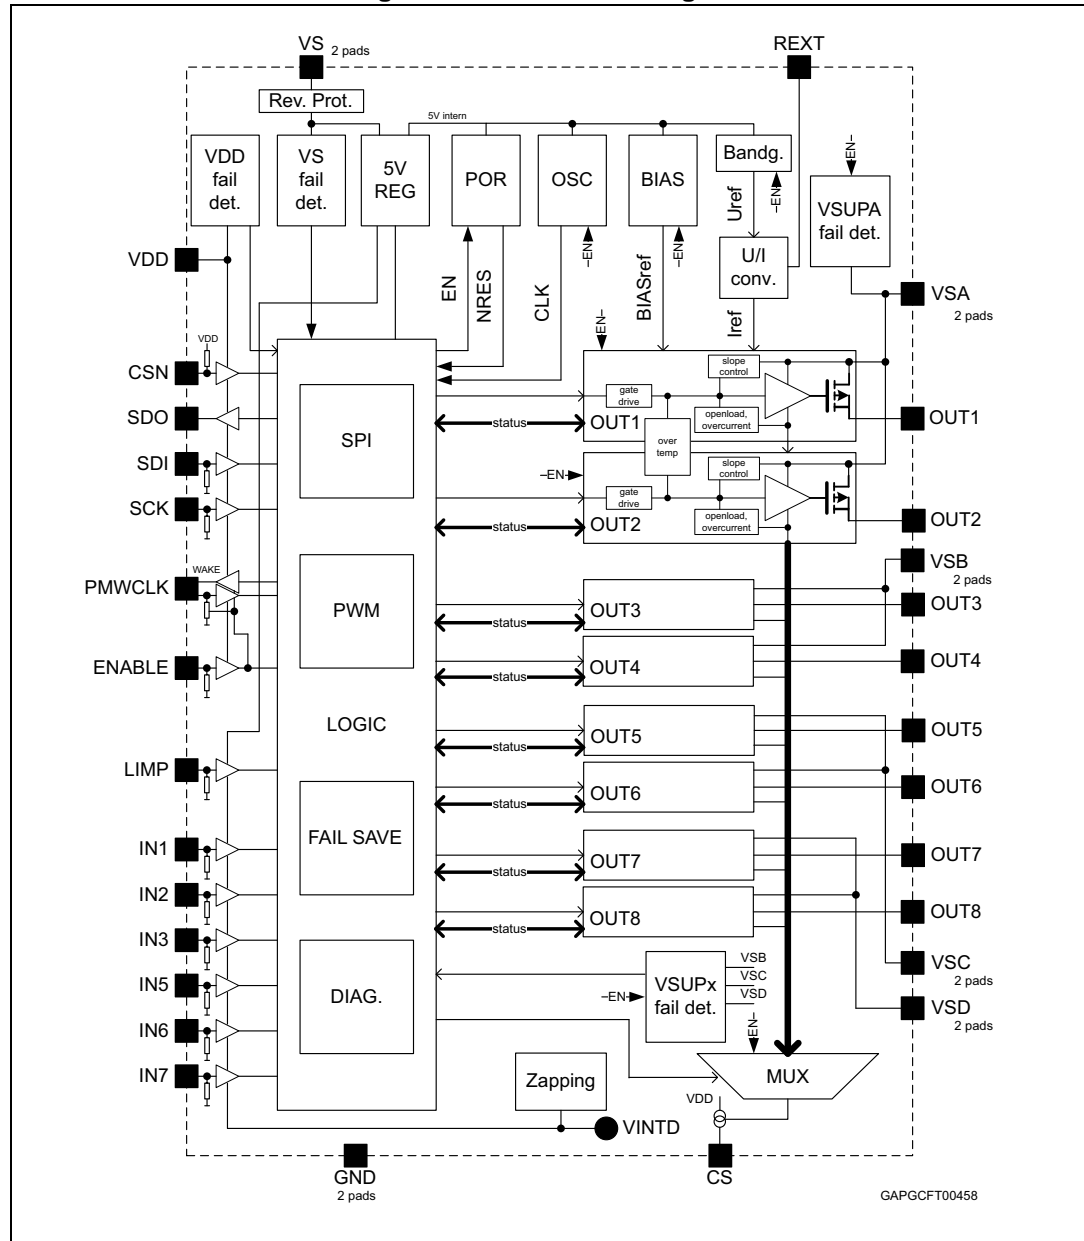 VS
2 pads
REXT
Rev. Prot.
5V intern
VDD
fail
det.
VS
fail
det.
5V
REG
POR
OSC
BIAS
Bandg.
–EN–
VSUPA
fail det.
–EN–
–EN–
–EN–
Uref
U/I
conv.
VDD
EN
NRES
CLK
BIASref
Iref
–EN–
VSA
2 pads
VDD
CSN
SDO
SDI
SCK
WAKE
PMWCLK
ENABLE
LIMP
IN1
IN2
IN3
IN5
IN6
IN7
SPI
PWM
LOGIC
FAIL SAVE
DIAG.
slope
control
gate
drive
openload,
overcurrent
status
OUT1
OUT1
over
temp
–EN–
slope
control
gate
drive
openload,
overcurrent
status
OUT2
OUT2
VSB
2 pads
status
OUT3
OUT3
status
OUT4
OUT4
status
OUT5
OUT5
status
OUT6
OUT6
status
OUT7
OUT7
status
OUT8
OUT8
VSC
2 pads
VSD
2 pads
–EN–
VSUPx
fail det.
VSB
VSC
VSD
–EN–
MUX
VDD
Zapping
VINTD
GND
2 pads
CS
GAPGCFT00458